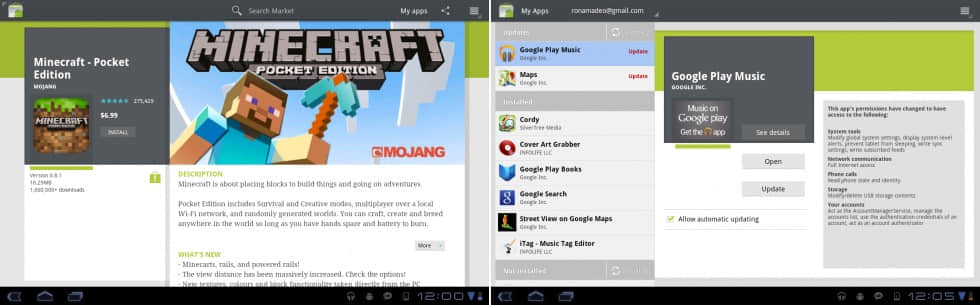 Search Market
My apps
Minecraft - Pocket
Edition
MOJANG
275,429
$6.99
INSTALL
MINECRAFT
Version 0.8.1
10.29MB
1,000,000+ downloads
MINECRAFT
POCKET EDITION
MOJANG
DESCRIPTION
Minecraft is about placing blocks to build things and going on adventures.
Pocket Edition includes Survival and Creative modes, multiplayer over a local
Wi-Fi network, and randomly generated worlds. You can craft, create and breed
anywhere in the world so long as you have hands spare and battery to burn.
More
WHAT'S NEW
- Minecarts, rails, and powered rails!
- The view distance has been massively increased. Check the options!
- New textures, colours and block functionality taken directly from the PC
12:00
My Apps
ronamadeo@gmail.com
Updates
Google Play Music
Google Inc.
Update
Maps
Google Inc.
Update
Installed
Cordy
SilverTree Media
Cover Art Grabber
INFOLIFE LLC
Google Play Books
Google Inc.
Google Search
Google Inc.
Street View on Google Maps
Google Inc.
iTag - Music Tag Editor
INFOLIFE LLC
Not installed
Google Play Music
GOOGLE INC.
Music on
Google play
Get the app
See details
Open
Update
Allow automatic updating
This app's permissions have changed to have
access to the following:
System tools
Modify global system settings, display system-level
alerts, prevent tablet from sleeping, write sync
settings, write subscribed feeds
Network communication
Full Internet access
Phone calls
Read phone state and identity
Storage
Modify/delete USB storage contents
Your accounts
Act as the AccountManagerService, manage the
accounts list, use the authentication credentials of an
account, act as an account authenticator
12:05